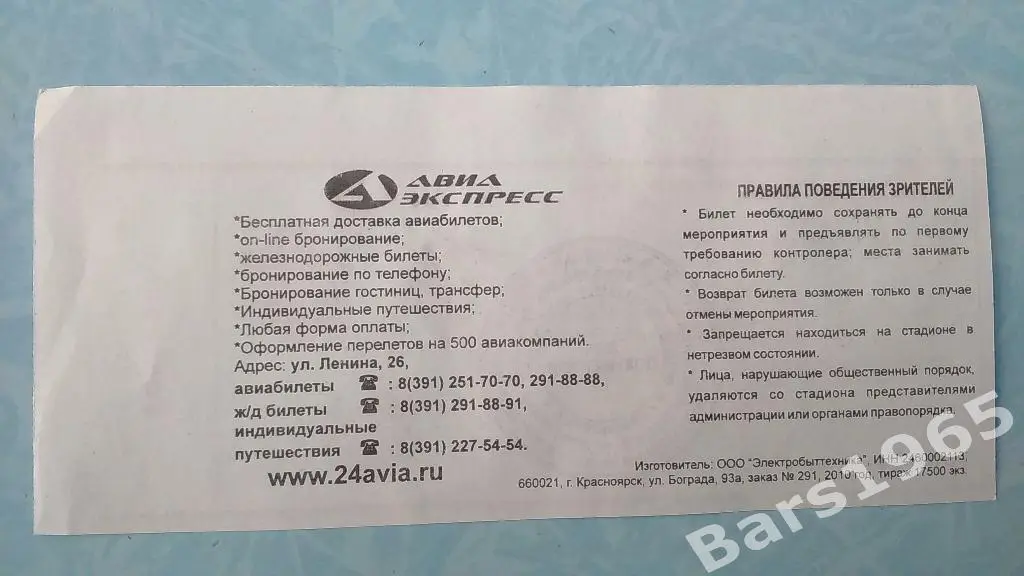 АВИА
ЭКСПРЕСС
*Бесплатная доставка авиабилетов;
*on-line бронирование;
*железнодорожные билеты;
*бронирование по телефону;
*Бронирование гостиниц, трансфер;
*Индивидуальные путешествия;
*Любая форма оплаты;
*Оформление перелетов на 500 авиакомпаний.
Адрес: ул. Ленина, 26,
авиабилеты ☎ : 8(391) 251-70-70, 291-88-88,
ж/д билеты ☎ : 8(391) 291-88-91,
индивидуальные
путешествия ☎ : 8(391) 227-54-54.
www.24avia.ru
ПРАВИЛА ПОВЕДЕНИЯ ЗРИТЕЛЕЙ
* Билет необходимо сохранять до конца
мероприятия и предъявлять по первому
требованию контролера; места занимать
согласно билету.
* Возврат билета возможен только в случае
отмены мероприятия.
* Запрещается находиться на стадионе в
нетрезвом состоянии.
* Лица, нарушающие общественный порядок,
удаляются со стадиона представителями
администрации или органами правопорядка.
Изготовитель: ООО "Электробыттехника", ИНН 2460002113,
660021, г. Красноярск, ул. Бограда, 93а, заказ № 291, 2010 год, тираж 17500 экз.
Bars1965